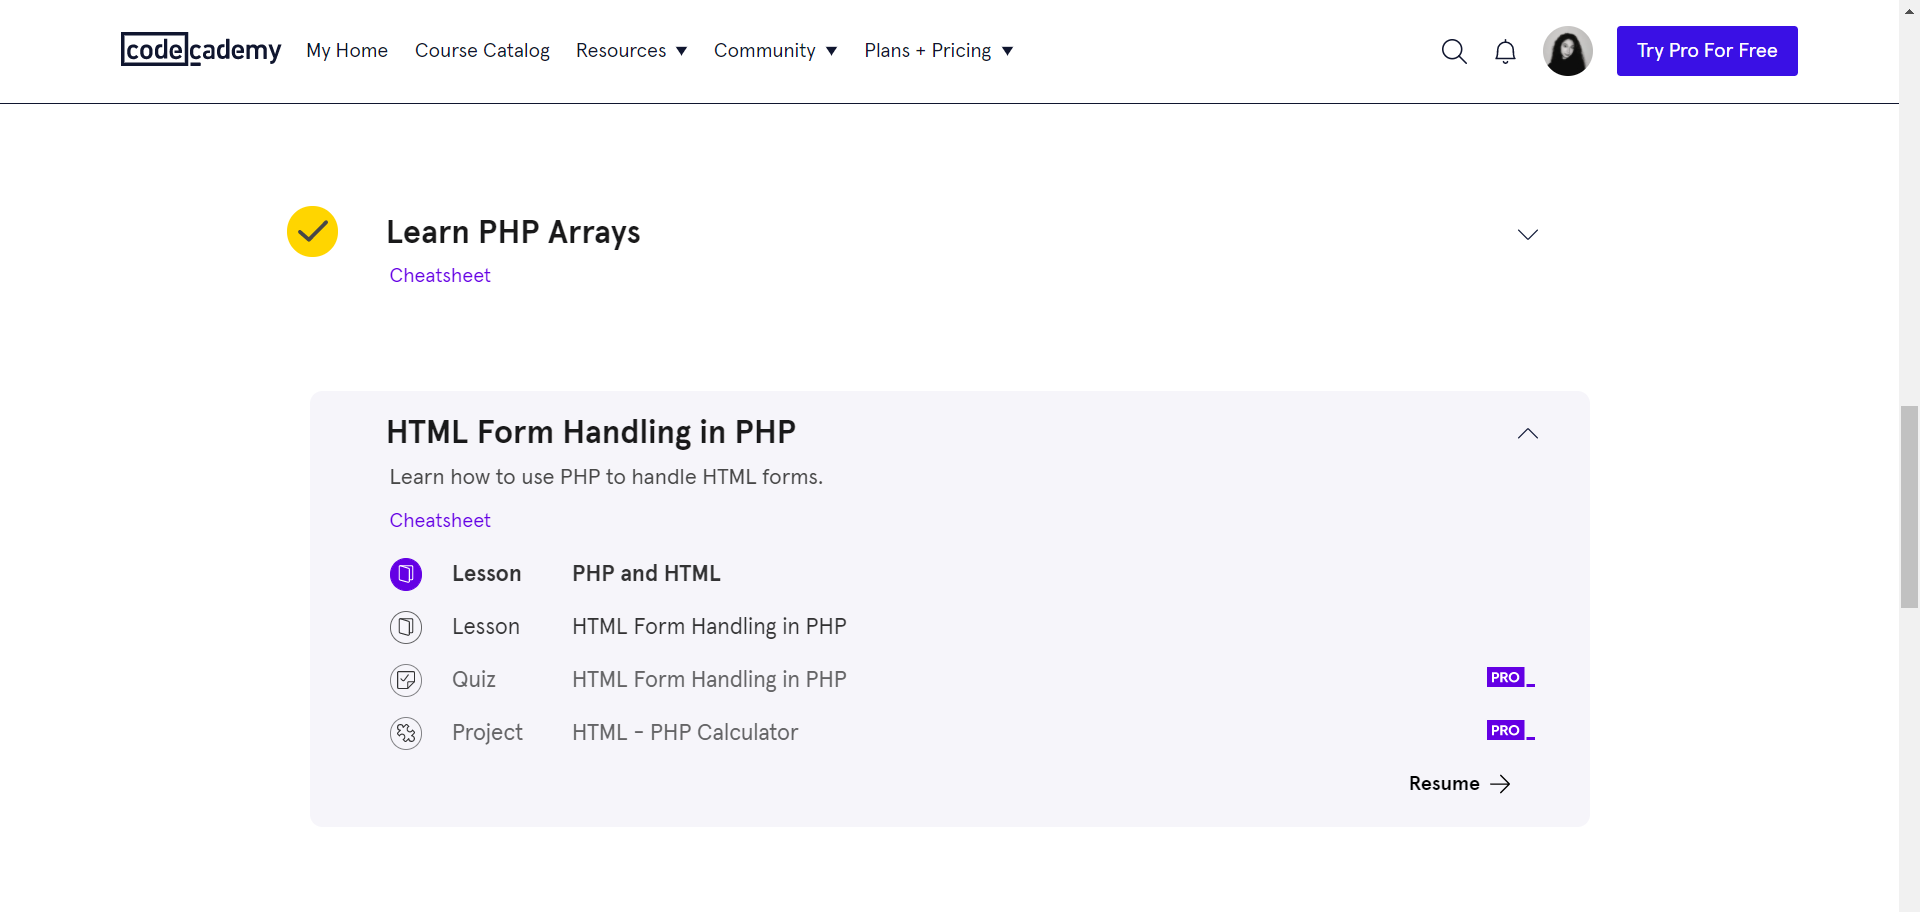 codecademy My Home Course Catalog Resources Community Plans + Pricing Try Pro For Free
Learn PHP Arrays
Cheatsheet
HTML Form Handling in PHP
Learn how to use PHP to handle HTML forms.
Cheatsheet
Lesson PHP and HTML
Lesson HTML Form Handling in PHP
Quiz HTML Form Handling in PHP PRO
Project HTML - PHP Calculator PRO
Resume